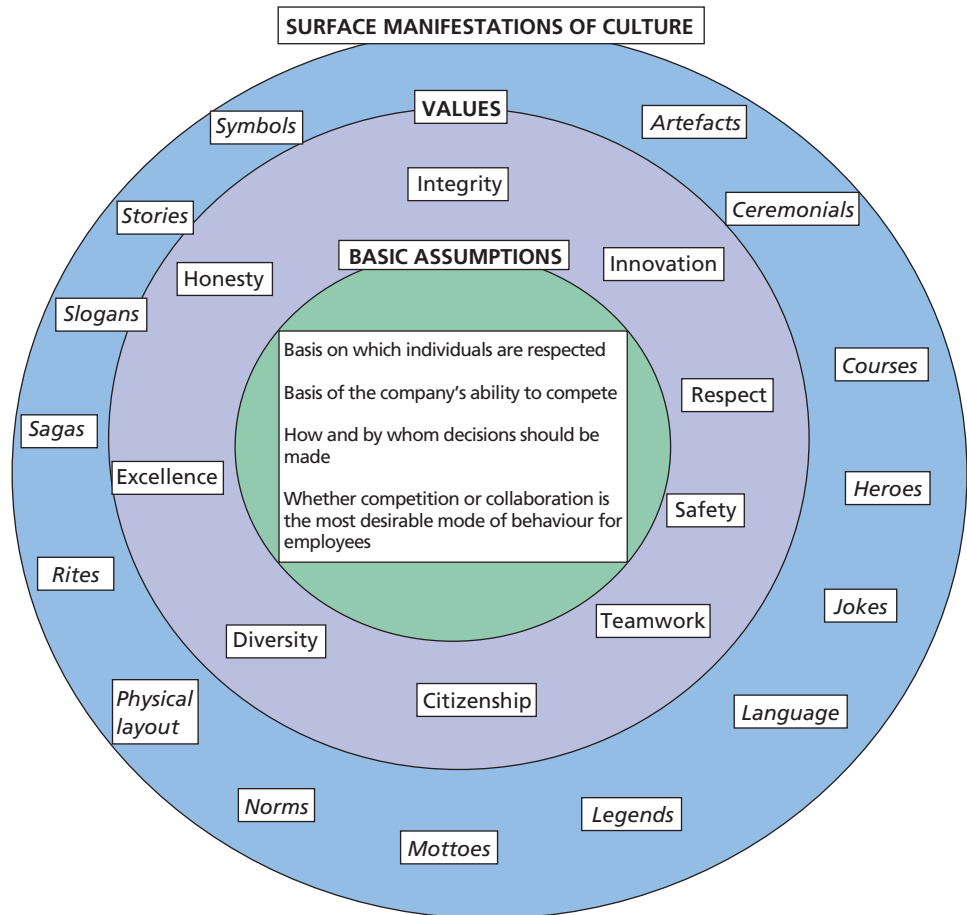 SURFACE MANIFESTATIONS OF CULTURE
VALUES
Symbols
Artefacts
Integrity
Stories
Ceremonials
BASIC ASSUMPTIONS
Honesty
Innovation
Slogans
Basis on which individuals are respected
Courses
Basis of the company's ability to compete
Respect
Sagas
How and by whom decisions should be
made
Excellence
Heroes
Whether competition or collaboration is
the most desirable mode of behaviour for
employees
Safety
Rites
Jokes
Teamwork
Diversity
Citizenship
Physical
layout
Language
Norms
Legends
Mottoes